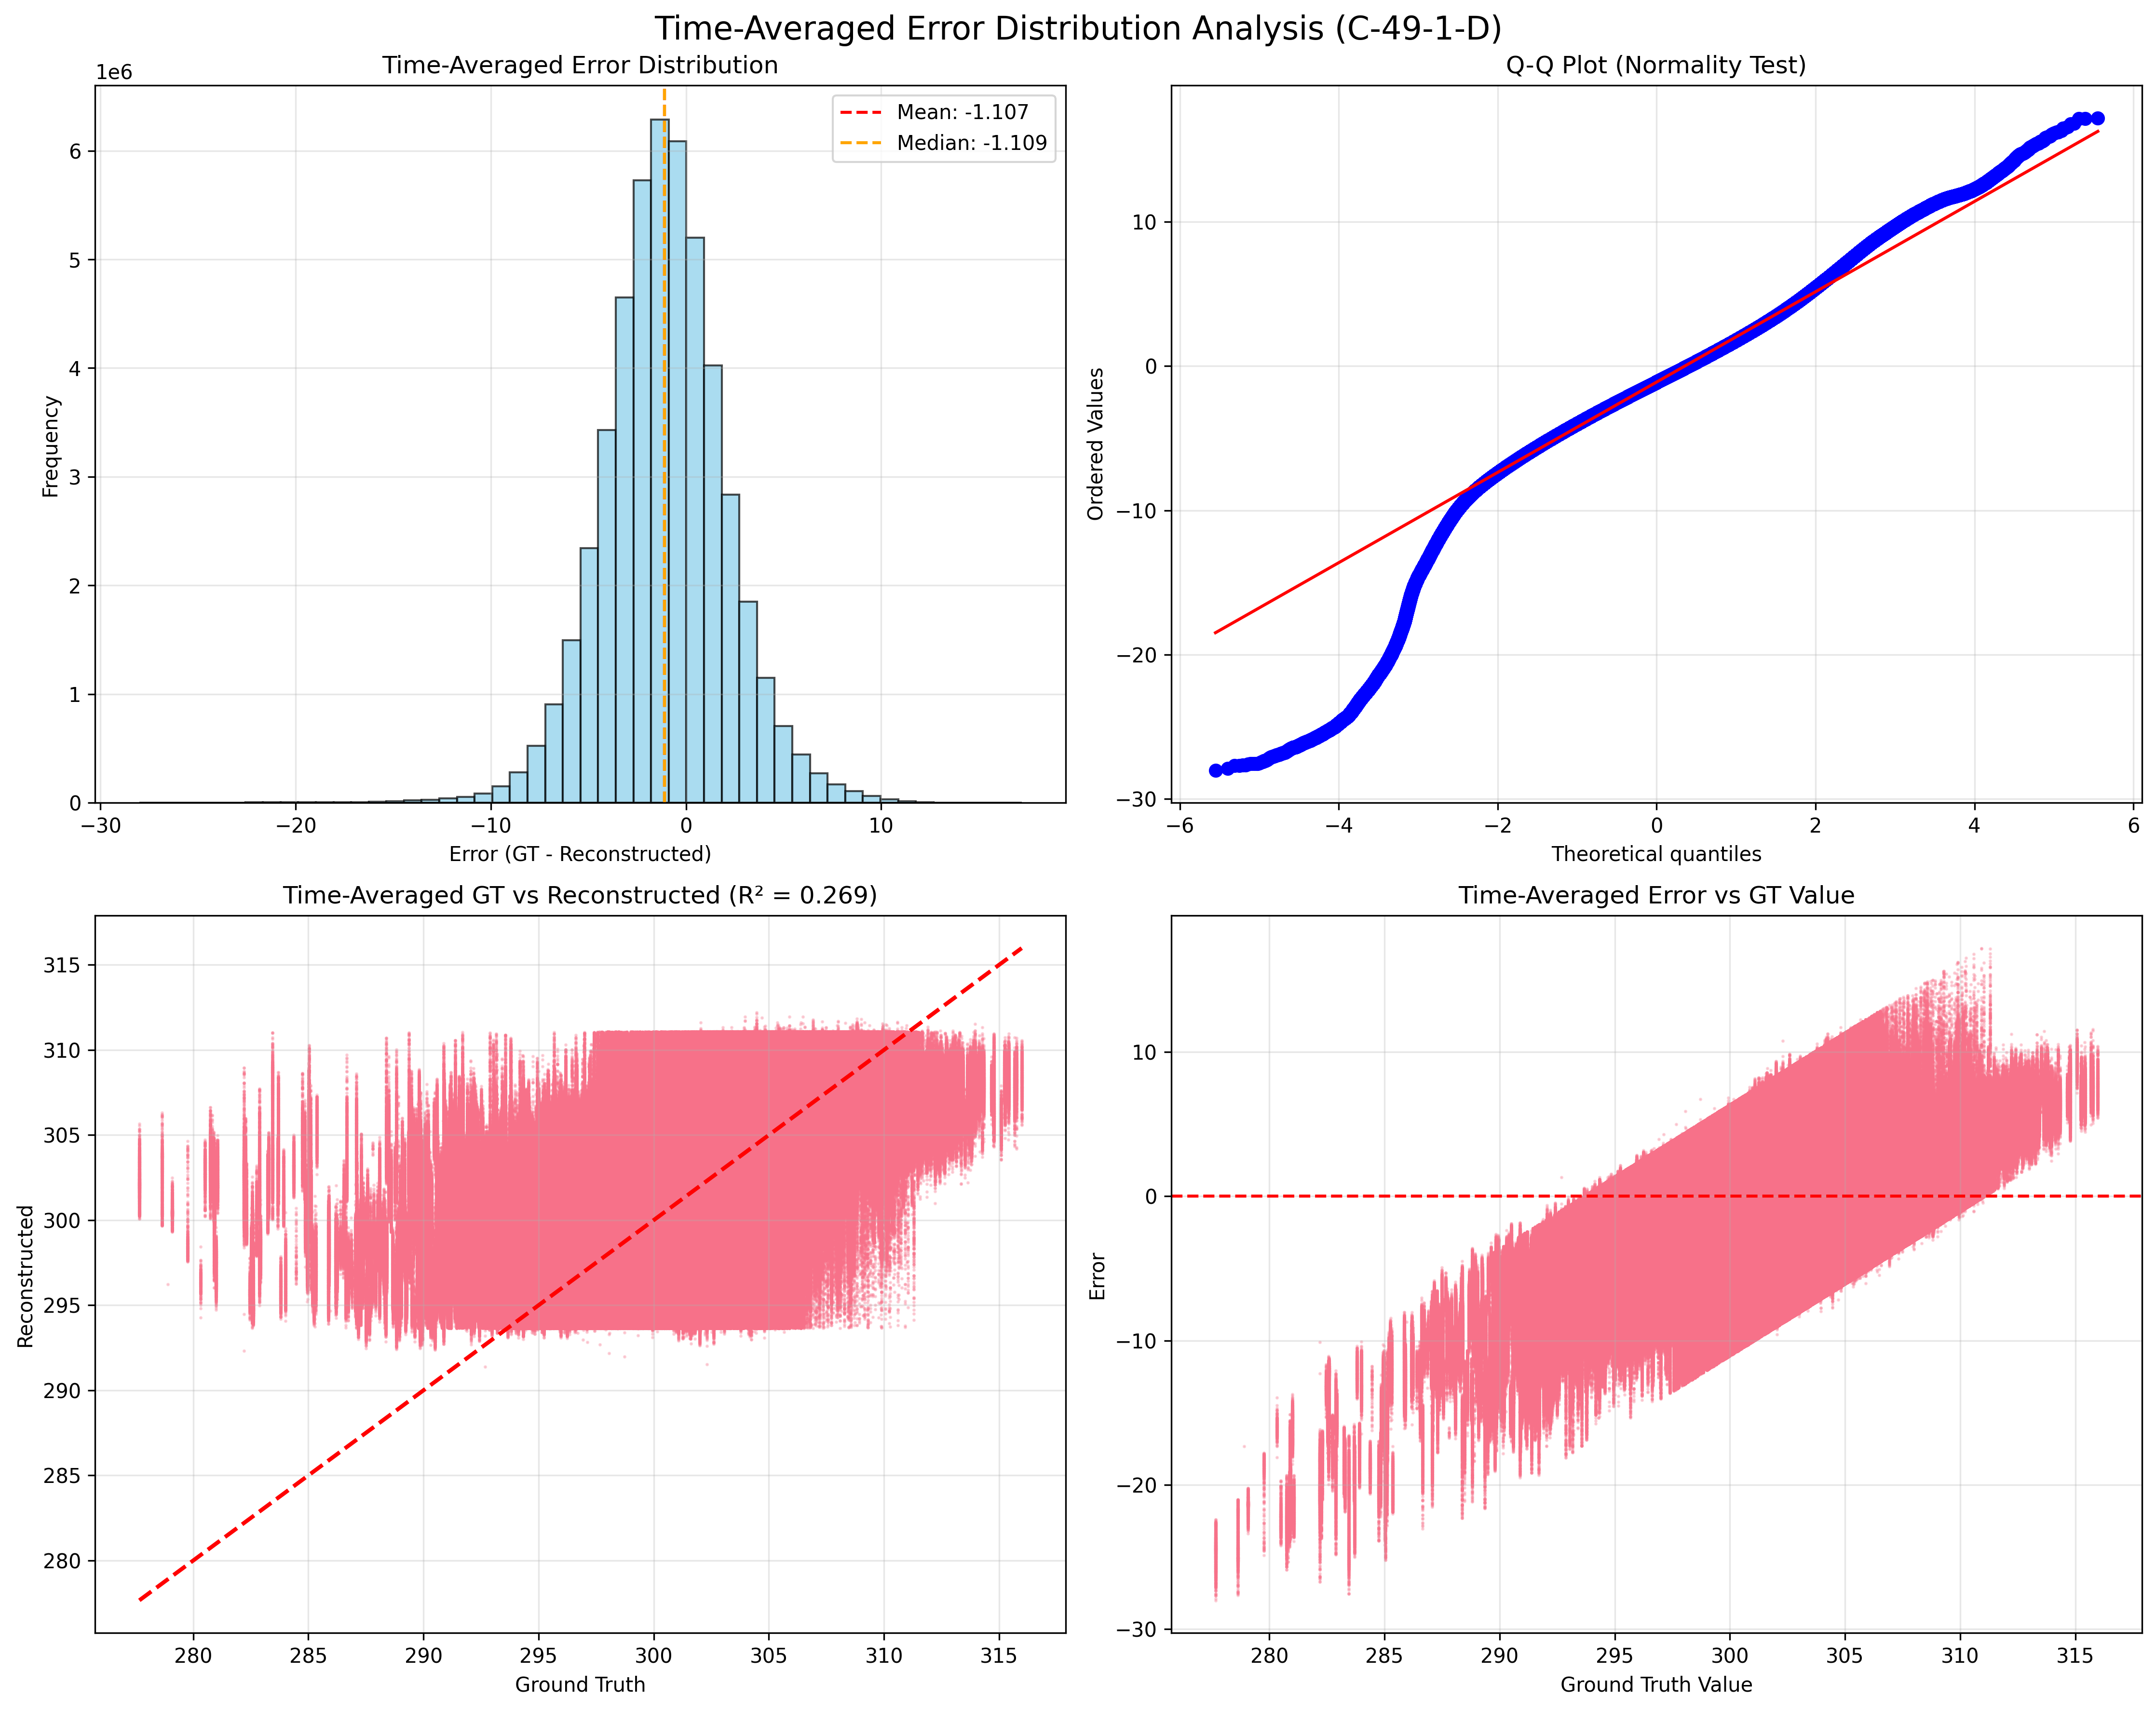 Time-Averaged Error Distribution Analysis (C-49-1-D)
Time-Averaged Error Distribution
1e6
Mean: -1.107
Median: -1.109
6
5
4
3
2
1
0
Frequency
−30 −20 −10 0 10
Error (GT - Reconstructed)
Q-Q Plot (Normality Test)
10
0
−10
−20
−30
Ordered Values
−6 −4 −2 0 2 4 6
Theoretical quantiles
Time-Averaged GT vs Reconstructed (R² = 0.269)
315
310
305
300
295
290
285
280
Reconstructed
280 285 290 295 300 305 310 315
Ground Truth
Time-Averaged Error vs GT Value
10
0
−10
−20
−30
Error
280 285 290 295 300 305 310 315
Ground Truth Value